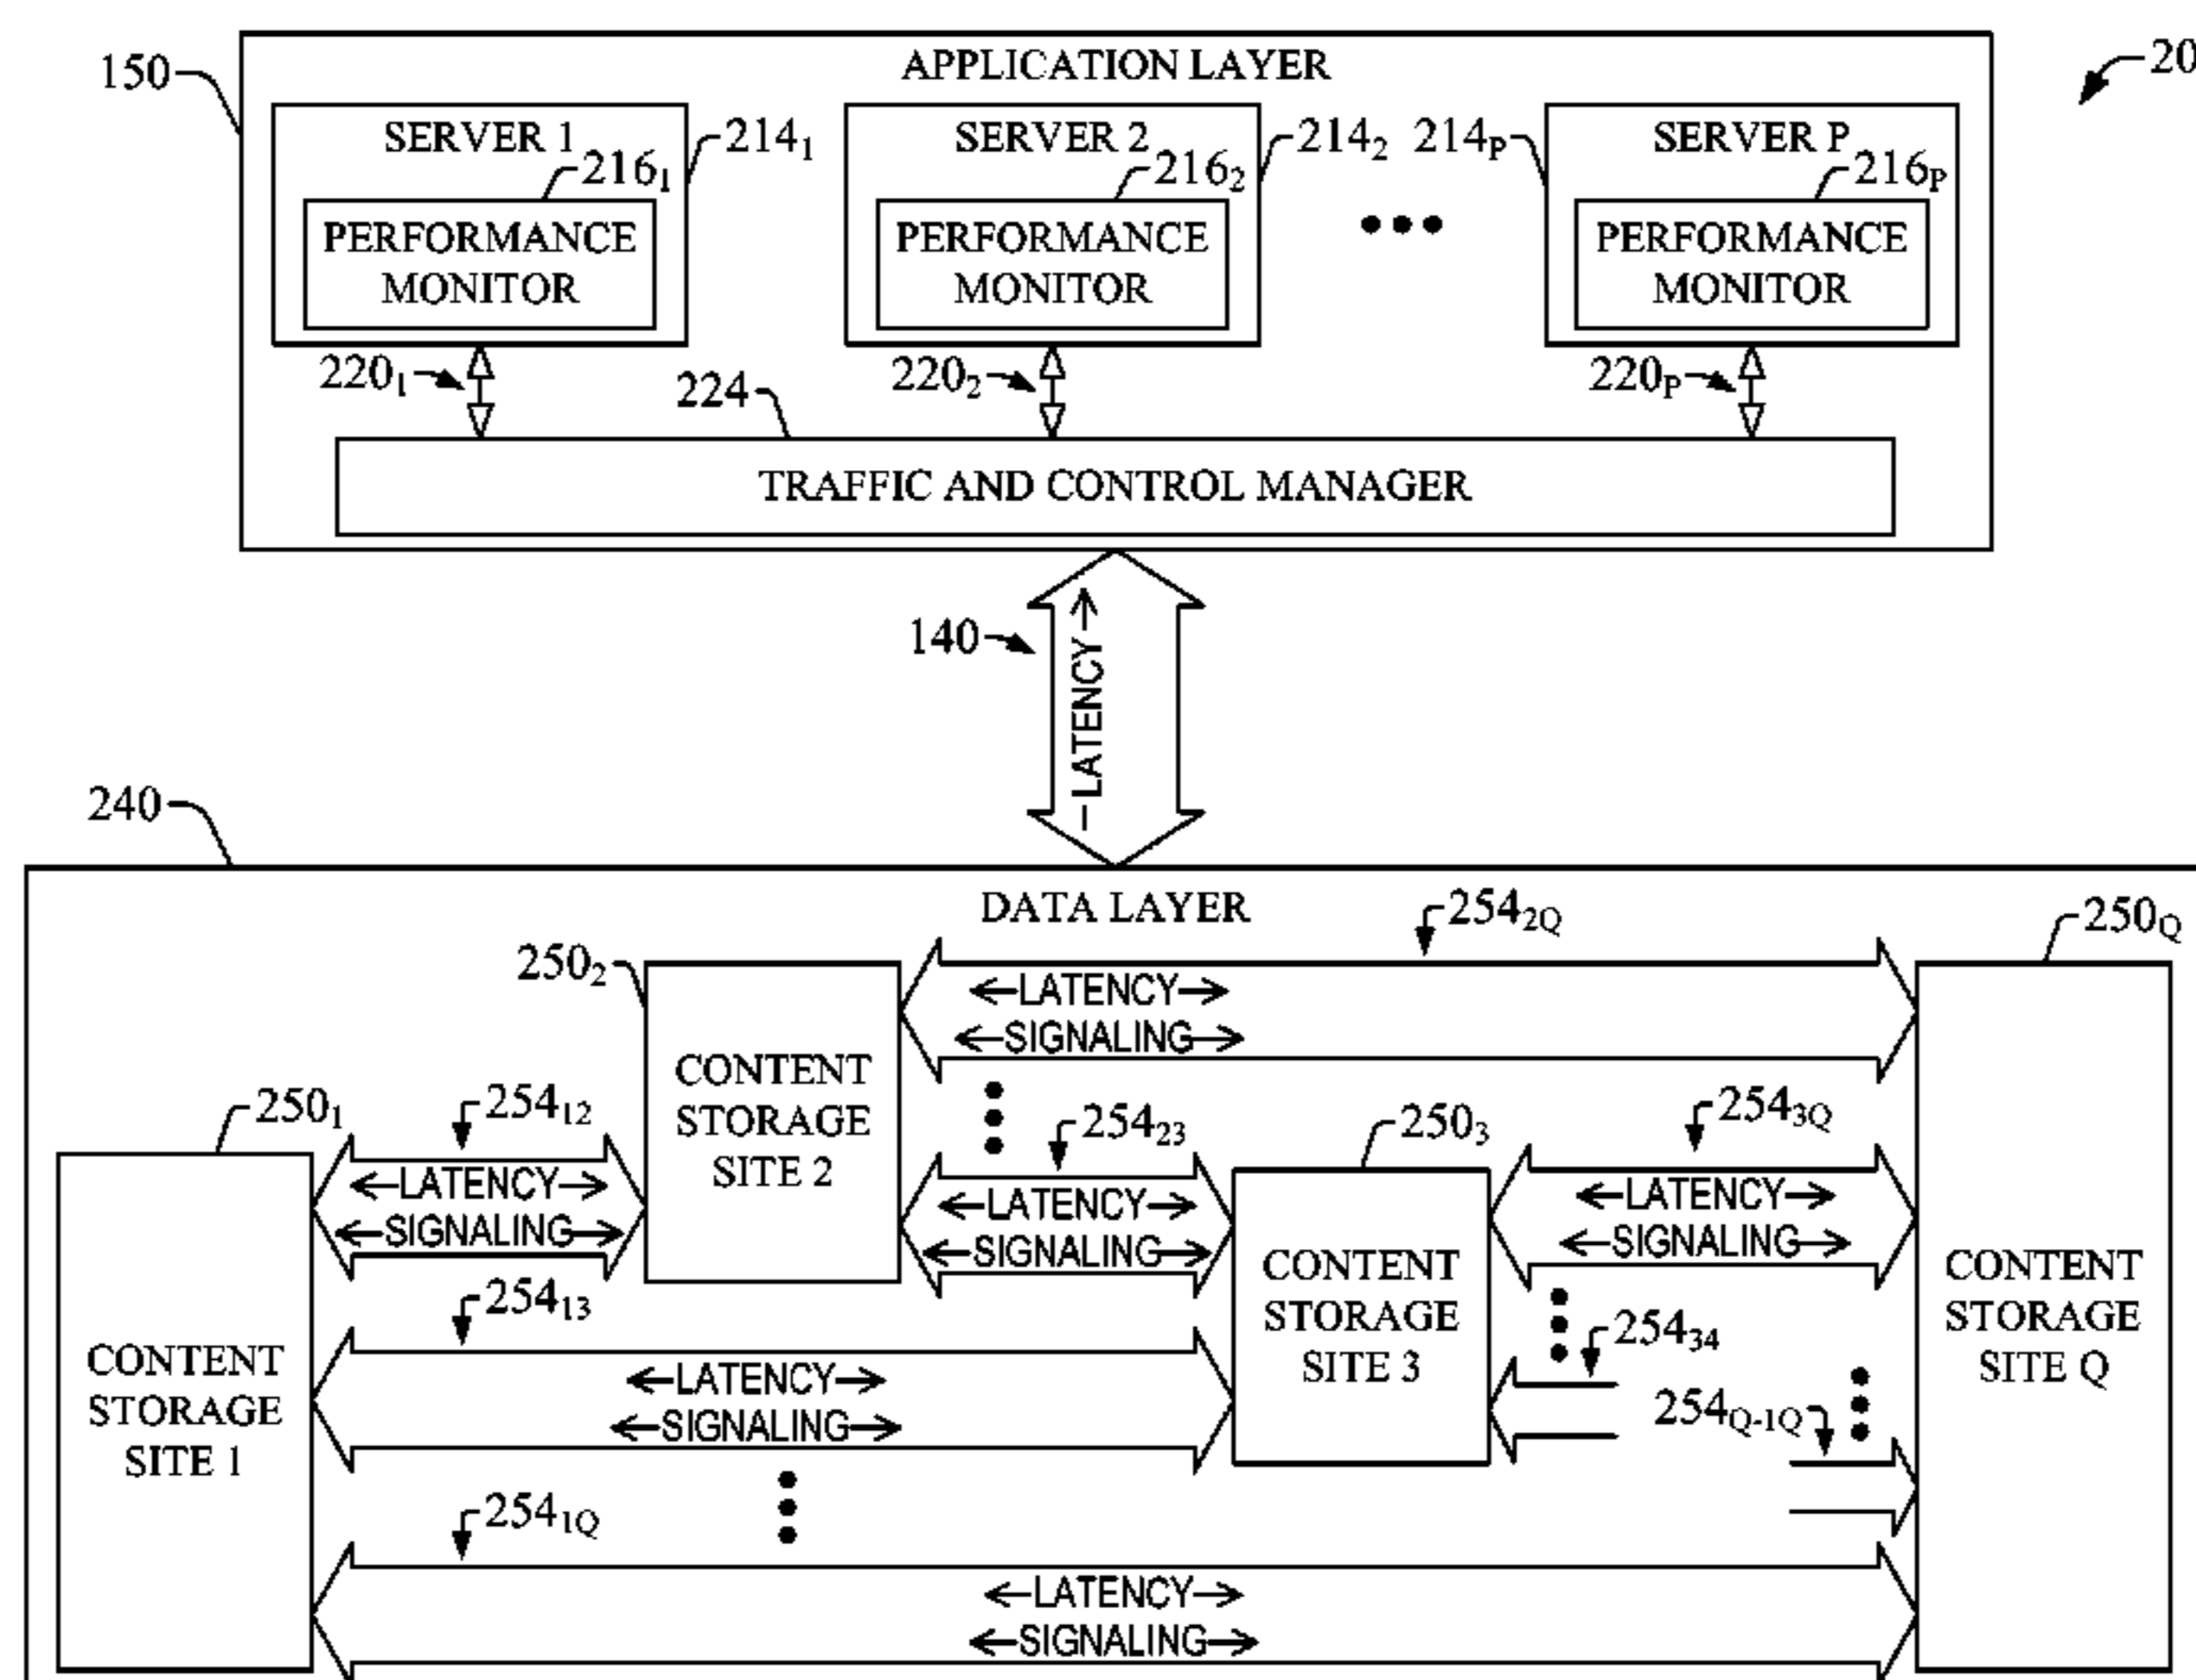 APPLICATION LAYER
150
20
SERVER 1
214₁
SERVER 2
214₂
214P
SERVER P
216₁
216₂
216P
PERFORMANCE
MONITOR
PERFORMANCE
MONITOR
PERFORMANCE
MONITOR
220₁
224
220₂
220P
TRAFFIC AND CONTROL MANAGER
140
LATENCY
240
DATA LAYER
254₂Q
250Q
250₂
LATENCY
SIGNALING
CONTENT
STORAGE
SITE 2
250₁
254₁₂
254₂₃
250₃
254₃Q
LATENCY
SIGNALING
LATENCY
SIGNALING
LATENCY
SIGNALING
CONTENT
STORAGE
SITE 3
CONTENT
STORAGE
SITE Q
254₁₃
254₃₄
CONTENT
STORAGE
SITE 1
LATENCY
SIGNALING
254Q-1Q
254₁Q
LATENCY
SIGNALING